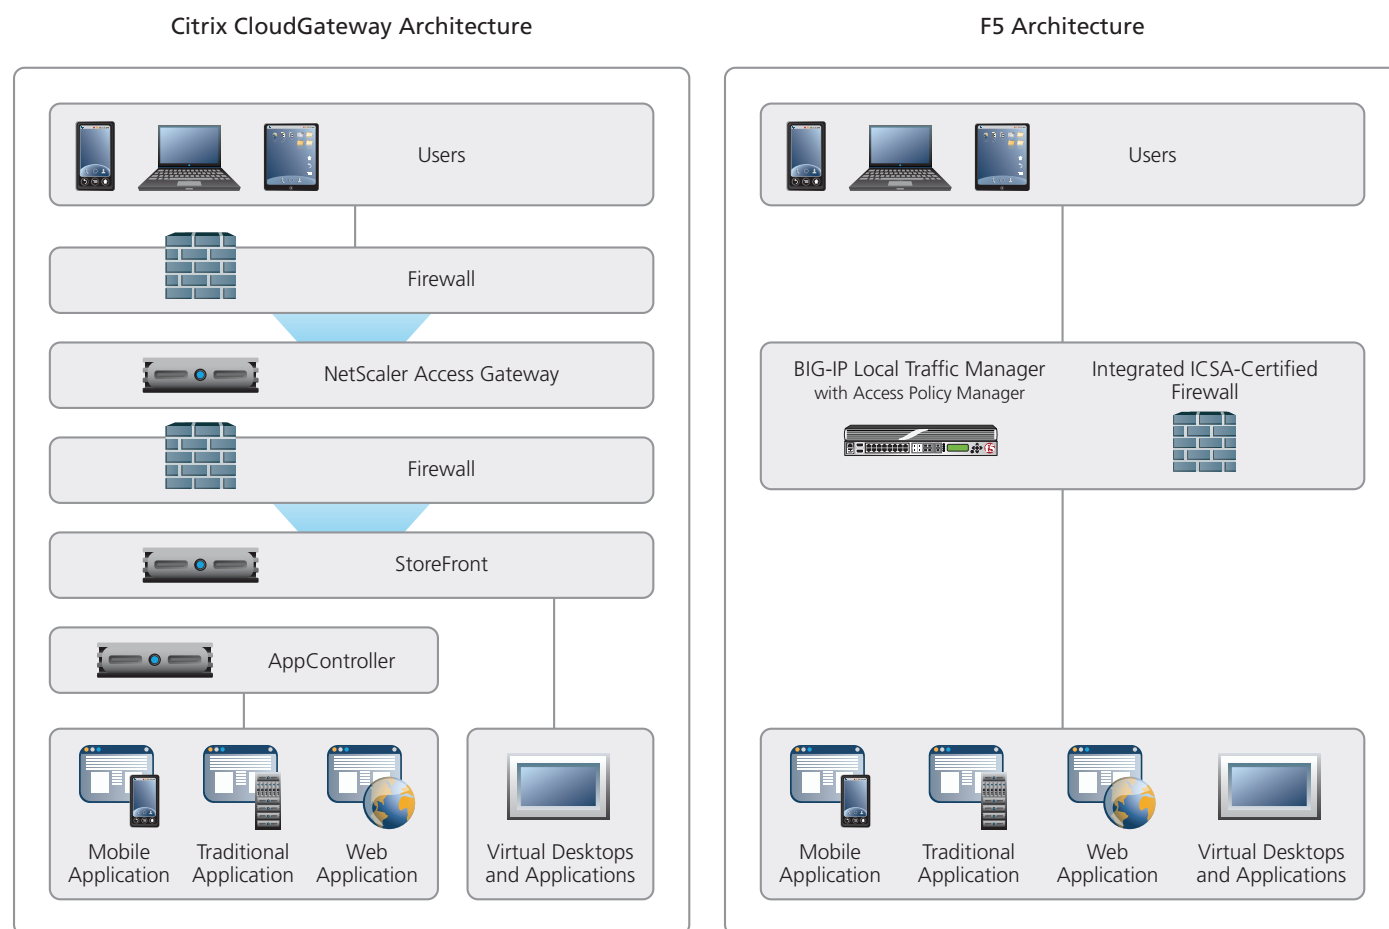 Citrix CloudGateway Architecture
Users
Firewall
NetScaler Access Gateway
Firewall
StoreFront
AppController
Mobile
Application
Traditional
Application
Web
Application
Virtual Desktops
and Applications
F5 Architecture
Users
BIG-IP Local Traffic Manager
with Access Policy Manager
Integrated ICSA-Certified
Firewall
Mobile
Application
Traditional
Application
Web
Application
Virtual Desktops
and Applications